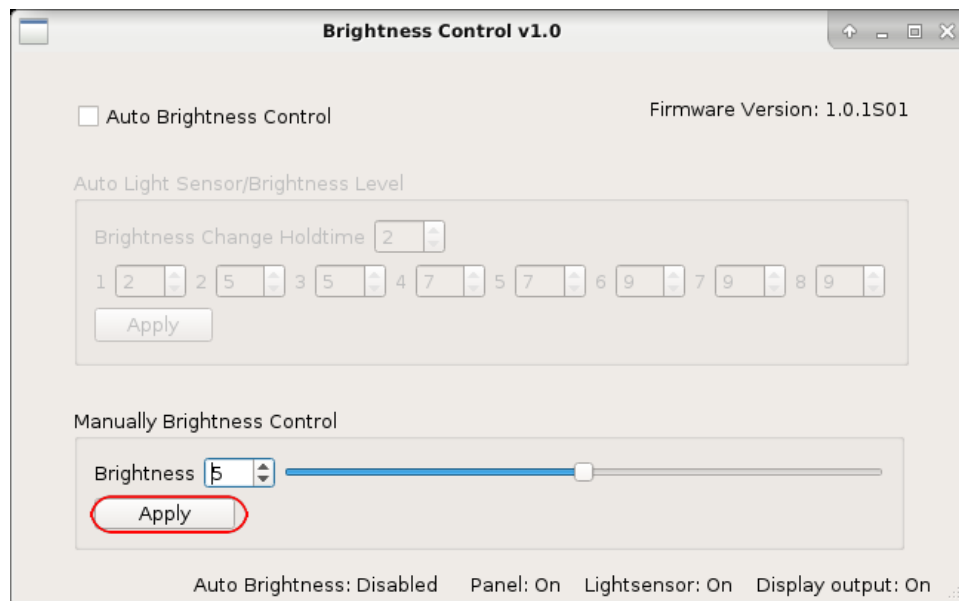 Brightness Control v1.0
Auto Brightness Control
Firmware Version: 1.0.1S01
Auto Light Sensor/Brightness Level
Brightness Change Holdtime 2
1 2 2 5 3 5 4 7 5 7 6 9 7 9 8 9
Apply
Manually Brightness Control
Brightness 5
Apply
Auto Brightness: Disabled Panel: On Lightsensor: On Display output: On